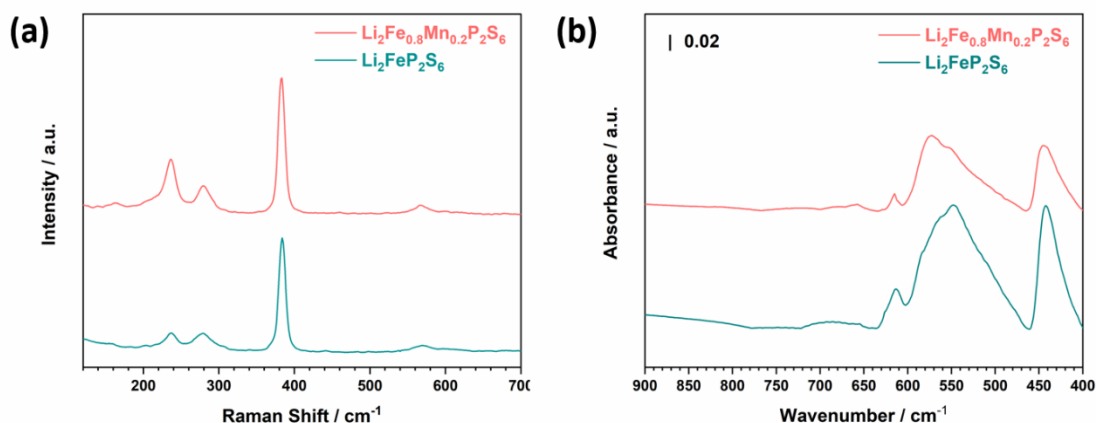 (a)
Li₂Fe₀.₈Mn₀.₂P₂S₆
Li₂FeP₂S₆
Intensity / a.u.
200 300 400 500 600 700
Raman Shift / cm⁻¹
(b)
| 0.02
Li₂Fe₀.₈Mn₀.₂P₂S₆
Li₂FeP₂S₆
Absorbance / a.u.
900 850 800 750 700 650 600 550 500 450 400
Wavenumber / cm⁻¹